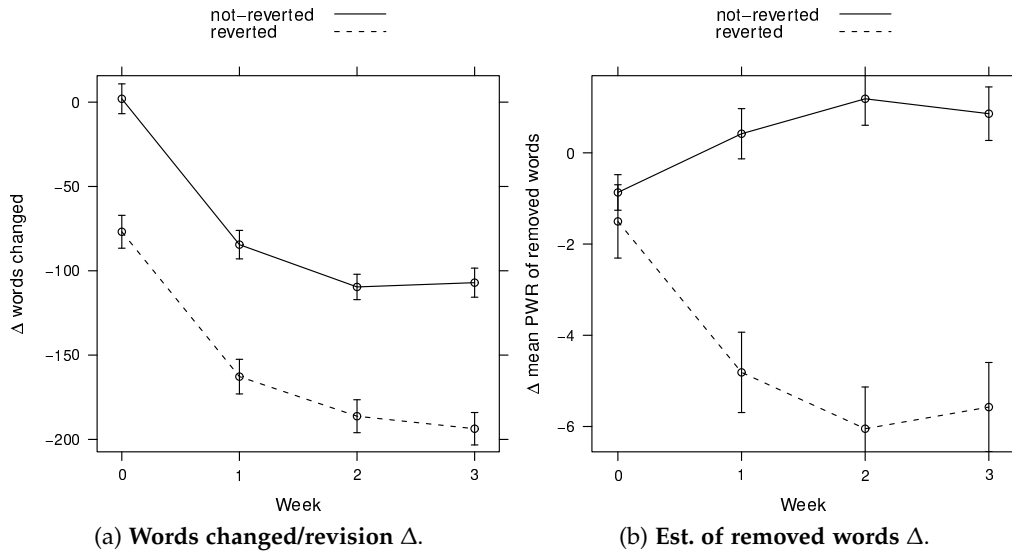 not−reverted
reverted
0
−50
−100
−150
−200
Δ words changed
0 1 2 3
Week
(a) Words changed/revision Δ.
not−reverted
reverted
0
−2
−4
−6
Δ mean PWR of removed words
0 1 2 3
Week
(b) Est. of removed words Δ.